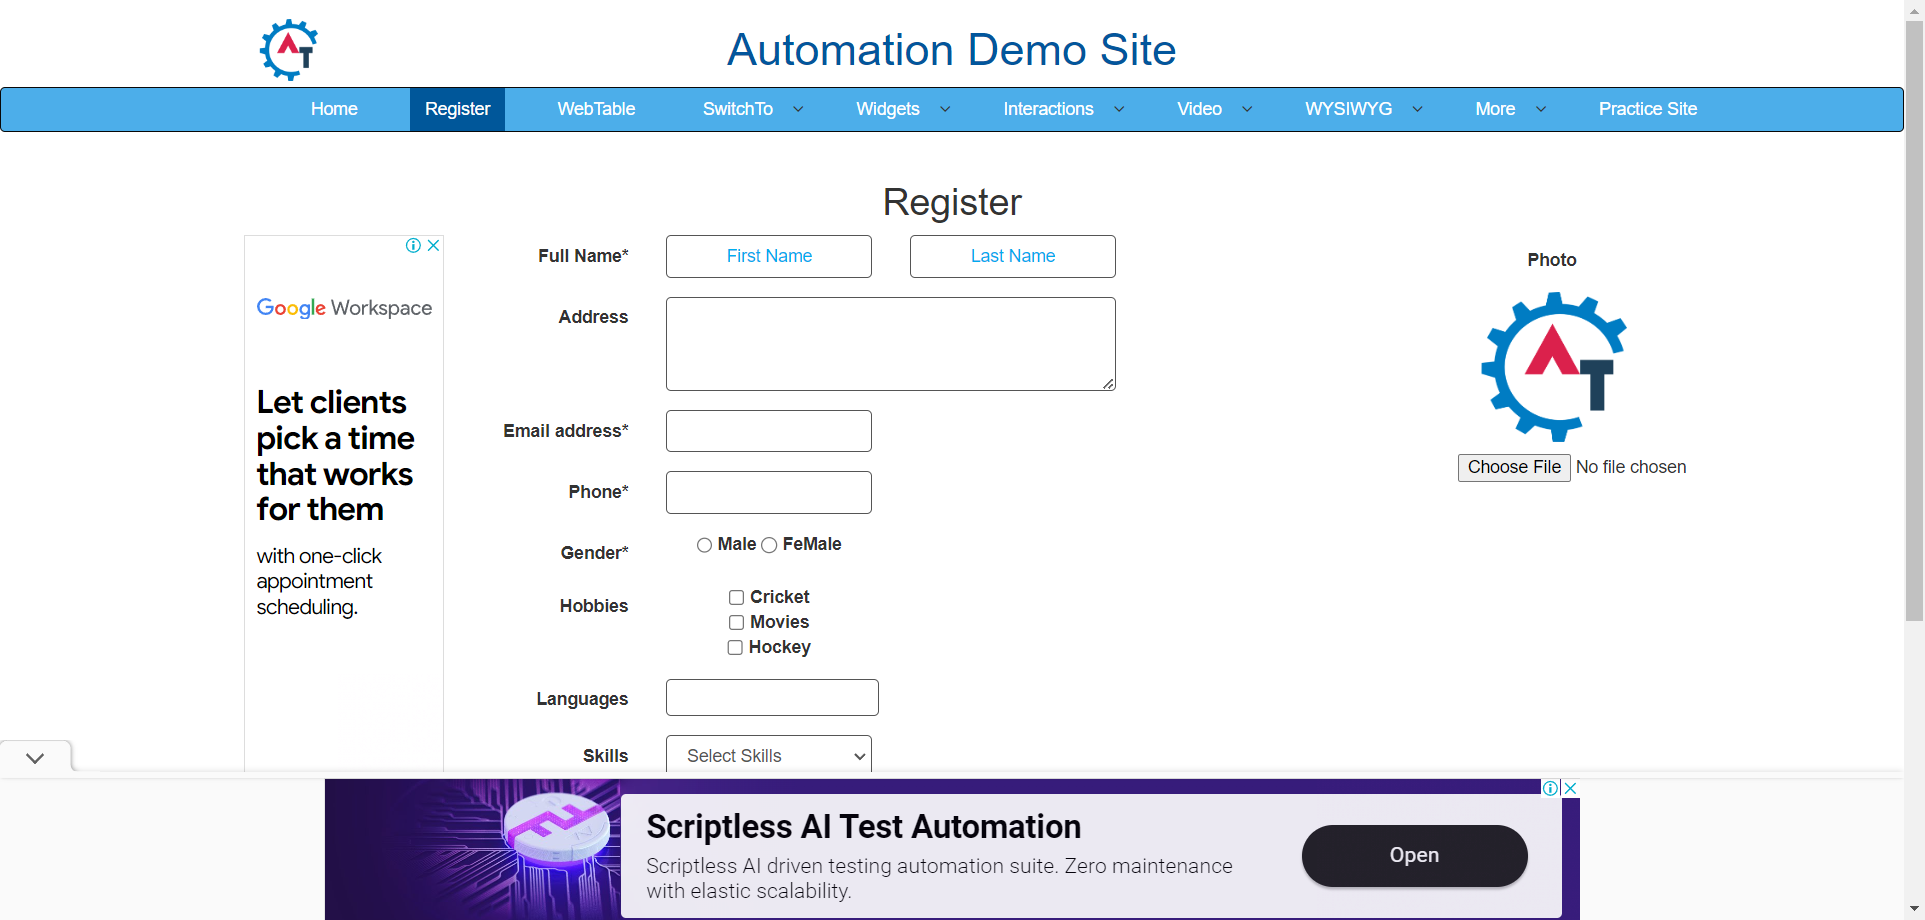 AT
Automation Demo Site
Home Register WebTable SwitchTo Widgets Interactions Video WYSIWYG More Practice Site
Register
Google Workspace
Let clients
pick a time
that works
for them
with one-click
appointment
scheduling.
Full Name* First Name Last Name
Address
Email address*
Phone*
Gender* Male FeMale
Hobbies Cricket
Movies
Hockey
Languages
Skills Select Skills
Photo
AT
Choose File No file chosen
Scriptless AI Test Automation
Scriptless AI driven testing automation suite. Zero maintenance
with elastic scalability.
Open